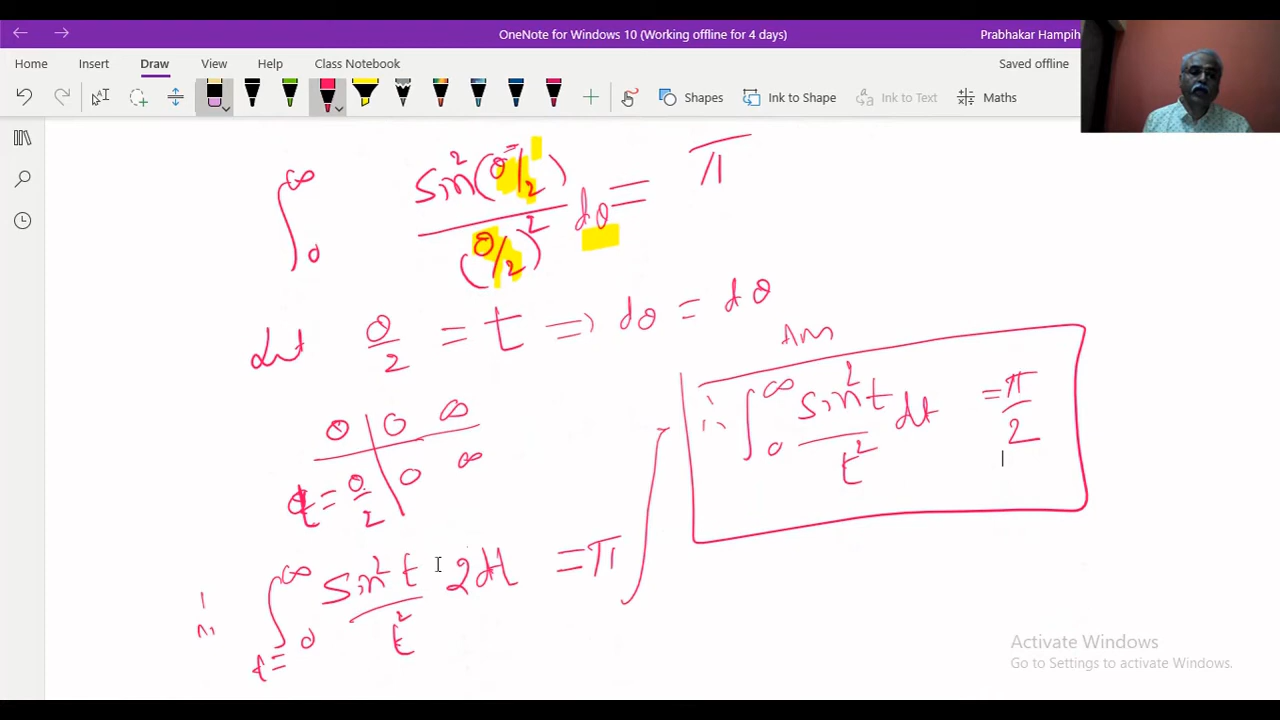 OneNote for Windows 10 (Working offline for 4 days)
Prabhakar Hampih
Home Insert Draw View Help Class Notebook
Saved offline
Shapes Ink to Shape Ink to Text Maths
∫₀^∞ sin²(θ/2) / (θ/2)² dθ = π
Let θ/2 = t ⇒ dθ = dθ
Ans
θ | 0 ∞
t = θ/2 | 0 ∞
∴ ∫₀^∞ sin²t / t² dt = π/2
∴ ∫_{t=0}^∞ sin²t / t² · 2dt = π
Activate Windows
Go to Settings to activate Windows.